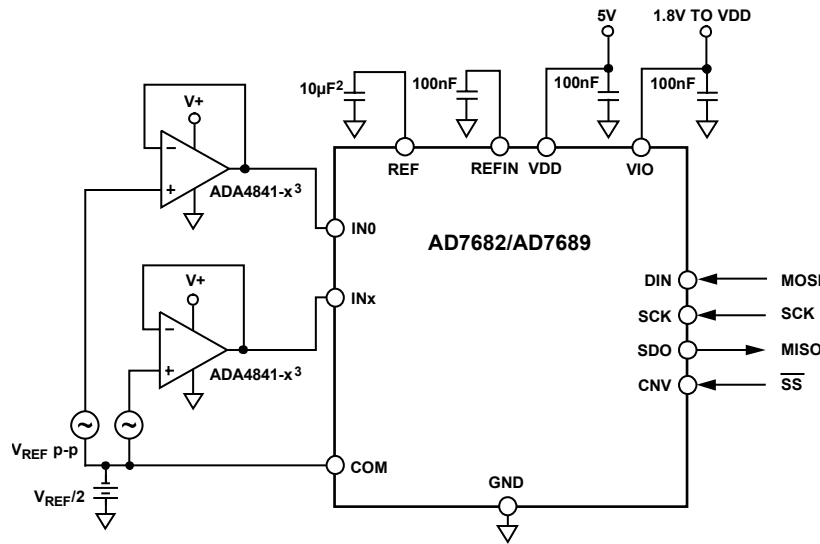 5V
1.8V TO VDD
10µF²
100nF
100nF
100nF
V+
REF
REFIN
VDD
VIO
−
+
ADA4841-x³
IN0
AD7682/AD7689
V+
INx
DIN
MOSI
SCK
SCK
−
+
SDO
MISO
ADA4841-x³
CNV
SS
~
~
VREF p-p
COM
VREF/2
GND